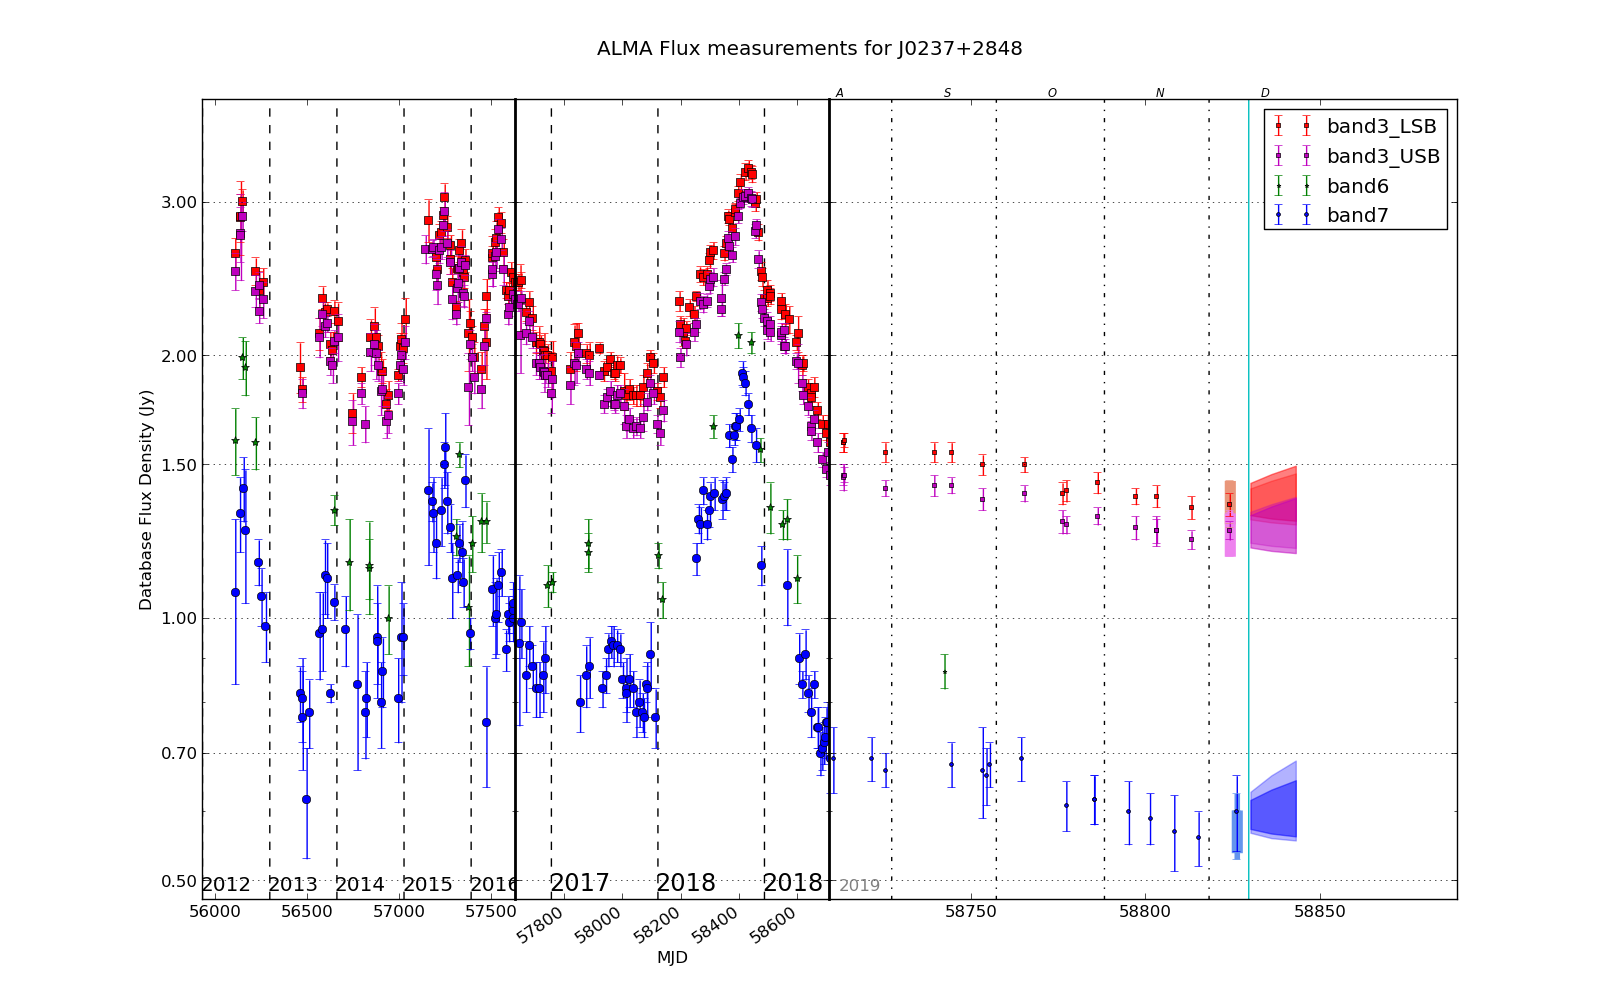 ALMA Flux measurements for J0237+2848
A S O N D
band3_LSB
band3_USB
band6
band7
Database Flux Density (Jy)
3.00
2.00
1.50
1.00
0.70
0.50
2012 2013 2014 2015 2016 2017 2018 2018 2019
56000 56500 57000 57500 57800 58000 58200 58400 58600 58750 58800 58850
MJD